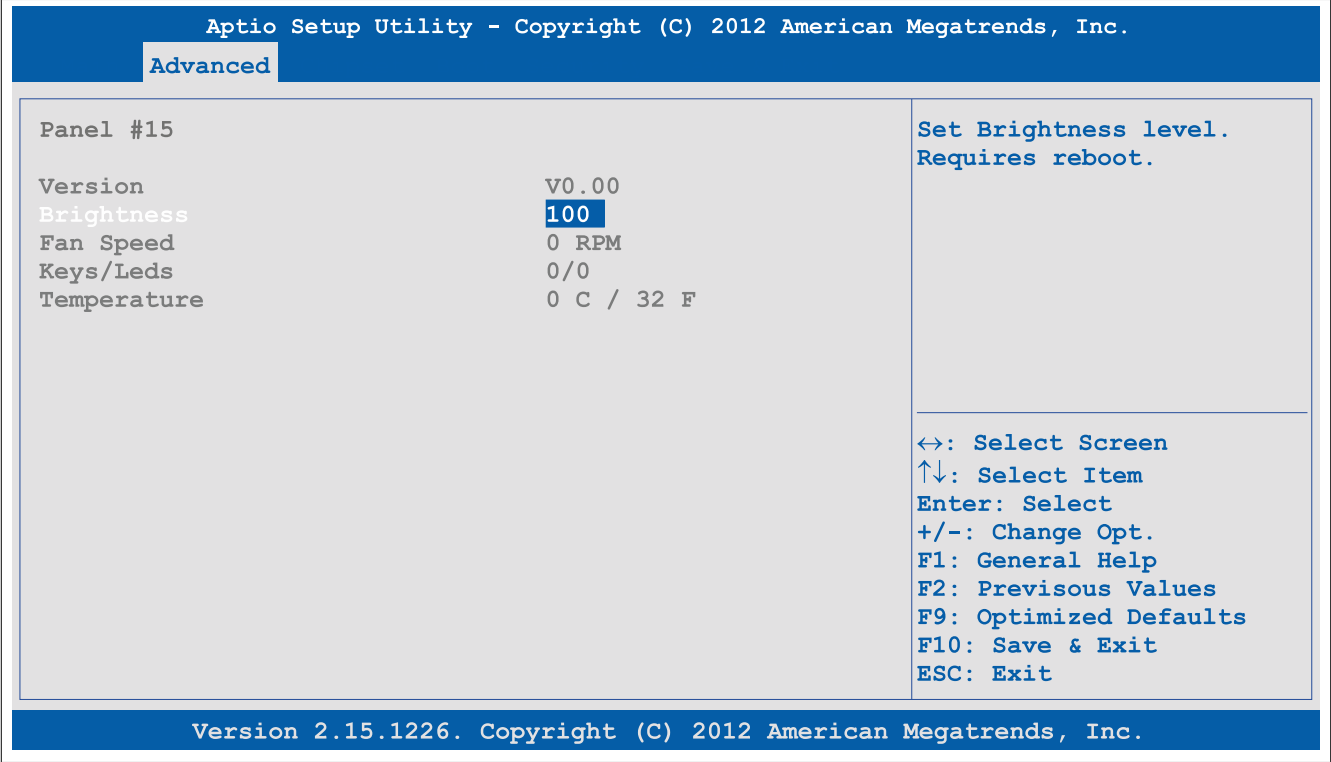 Aptio Setup Utility - Copyright (C) 2012 American Megatrends, Inc.
Advanced
Panel #15
Version V0.00
Brightness 100
Fan Speed 0 RPM
Keys/Leds 0/0
Temperature 0 C / 32 F
Set Brightness level.
Requires reboot.
↔: Select Screen
↑↓: Select Item
Enter: Select
+/-: Change Opt.
F1: General Help
F2: Previsous Values
F9: Optimized Defaults
F10: Save & Exit
ESC: Exit
Version 2.15.1226. Copyright (C) 2012 American Megatrends, Inc.